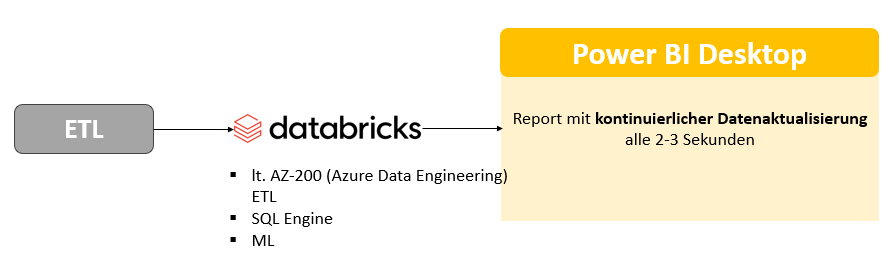 Power BI Desktop
ETL
databricks
Report mit kontinuierlicher Datenaktualisierung
alle 2-3 Sekunden
▪ lt. AZ-200 (Azure Data Engineering)
ETL
▪ SQL Engine
▪ ML